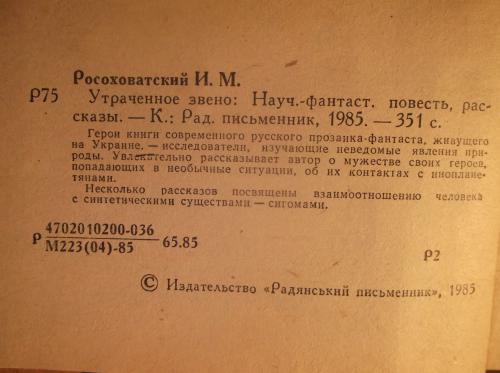 Росоховатский И. М.
Р75
Утраченное звено: Науч.-фантаст. повесть, рас-
сказы. — К.: Рад. письменник, 1985. — 351 с.
Герои книги современного русского прозаика-фантаста, живущего
на Украине, — исследователи, изучающие неведомые явления при-
роды. Увлекательно рассказывает автор о мужестве своих героев,
попадающих в необычные ситуации, об их контактах с инопланe-
тянами.
Несколько рассказов посвящены взаимоотношению человека
с синтетическими существами — сигомами.
Р 4702010200-036
М223(04)-85
65.85
Р2
© Издательство «Радянський письменник», 1985